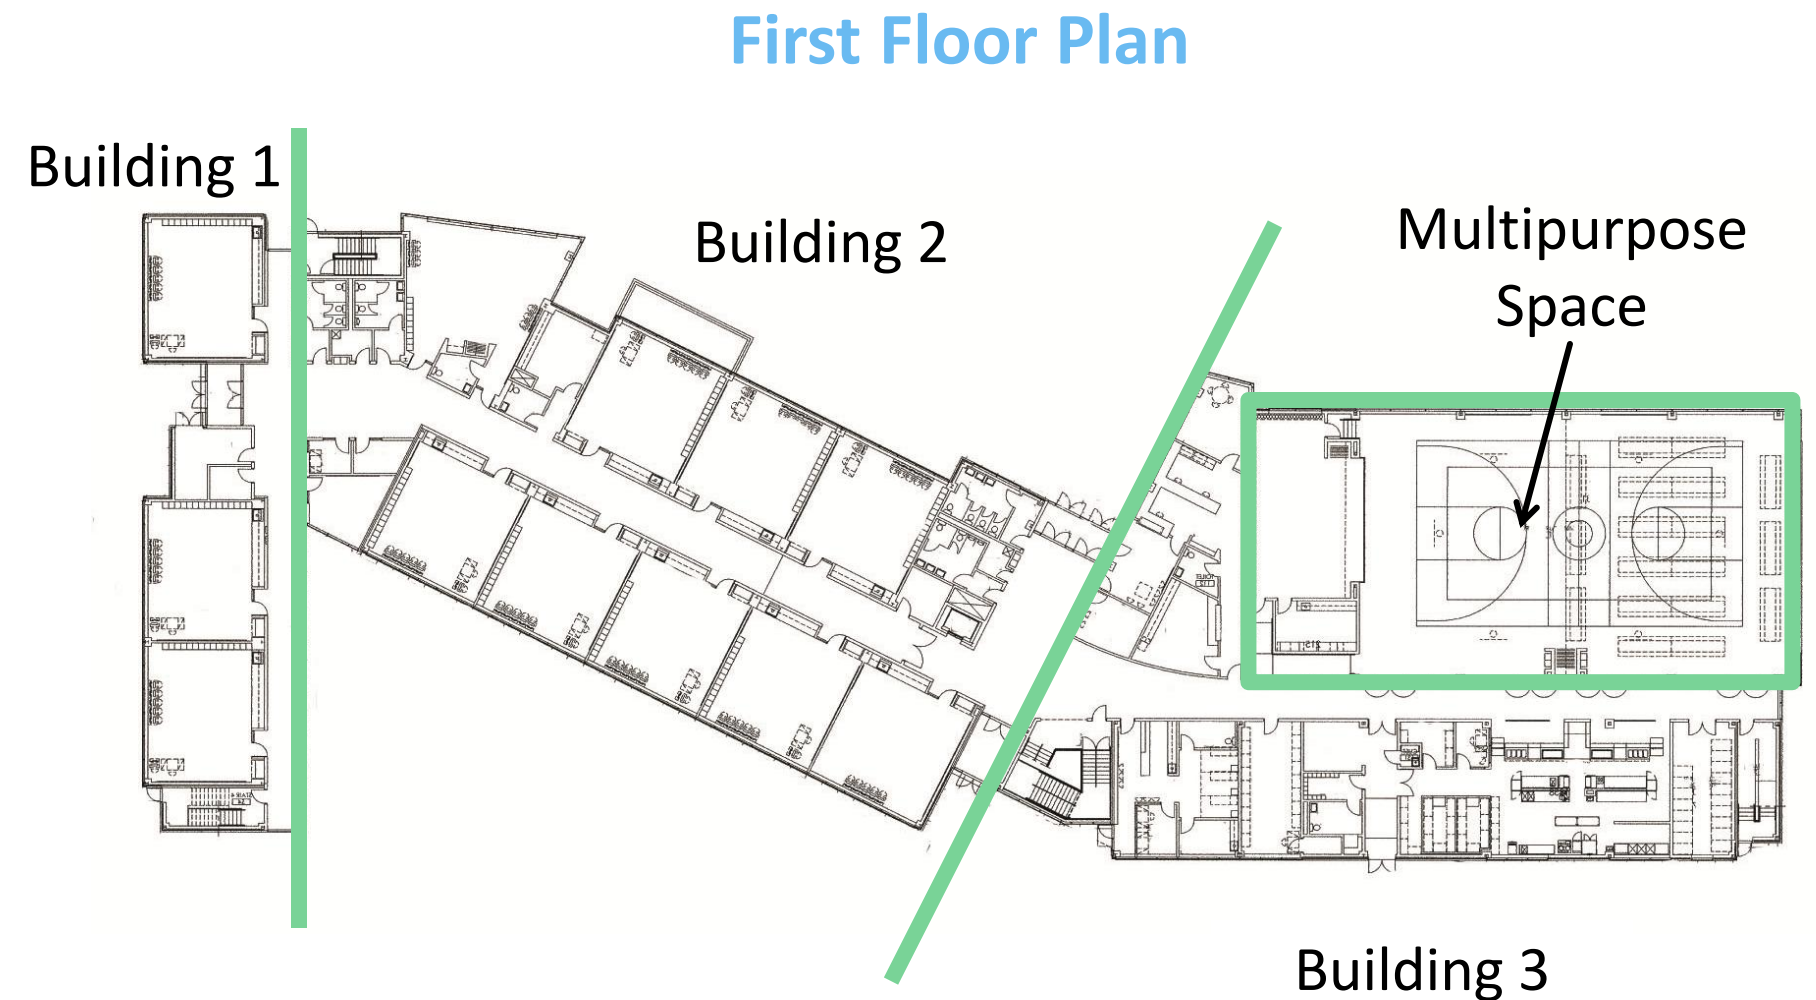 First Floor Plan
Building 1
Building 2
Multipurpose
Space
Building 3